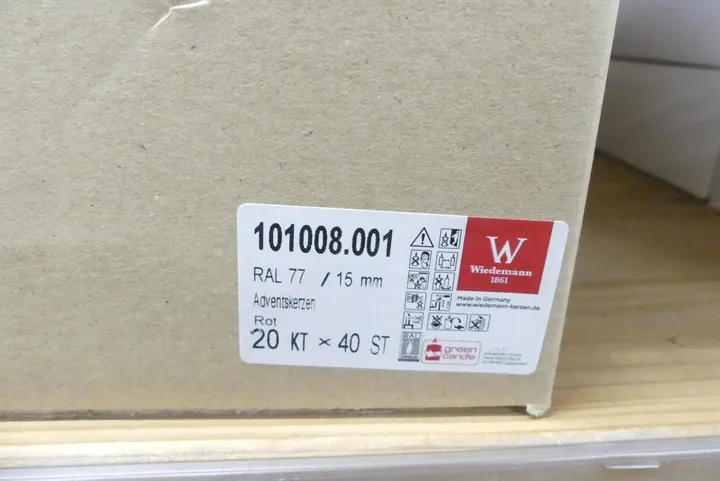 101008.001
RAL 77 / 15 mm
Adventskerzen
Rot
20 KT × 40 ST
W
Wiedemann
1861
Made in Germany
www.wiedemann-kerzen.de
RAL
green
candle